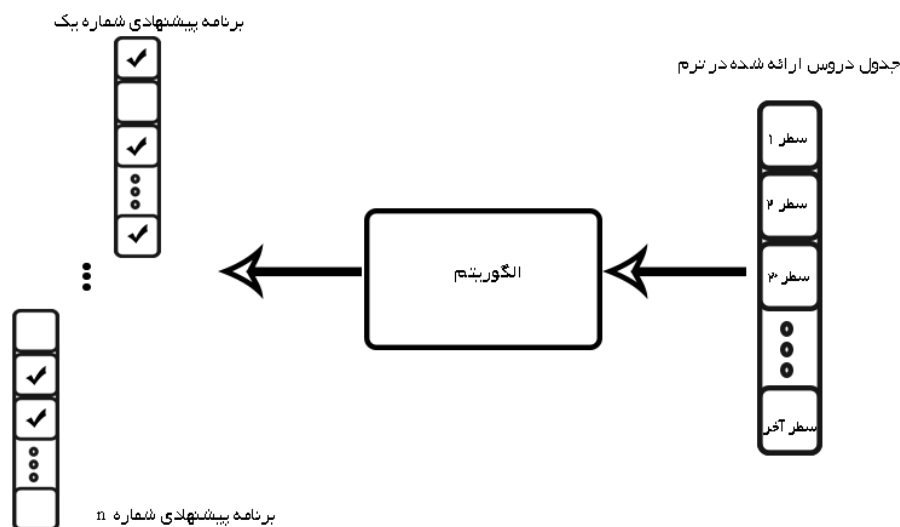 برنامه پیشنهادی شماره یک
جدول دروس ارائه شده در ترم
سطر ۱
سطر ۲
سطر ۳
سطر آخر
الگوریتم
برنامه پیشنهادی شماره n